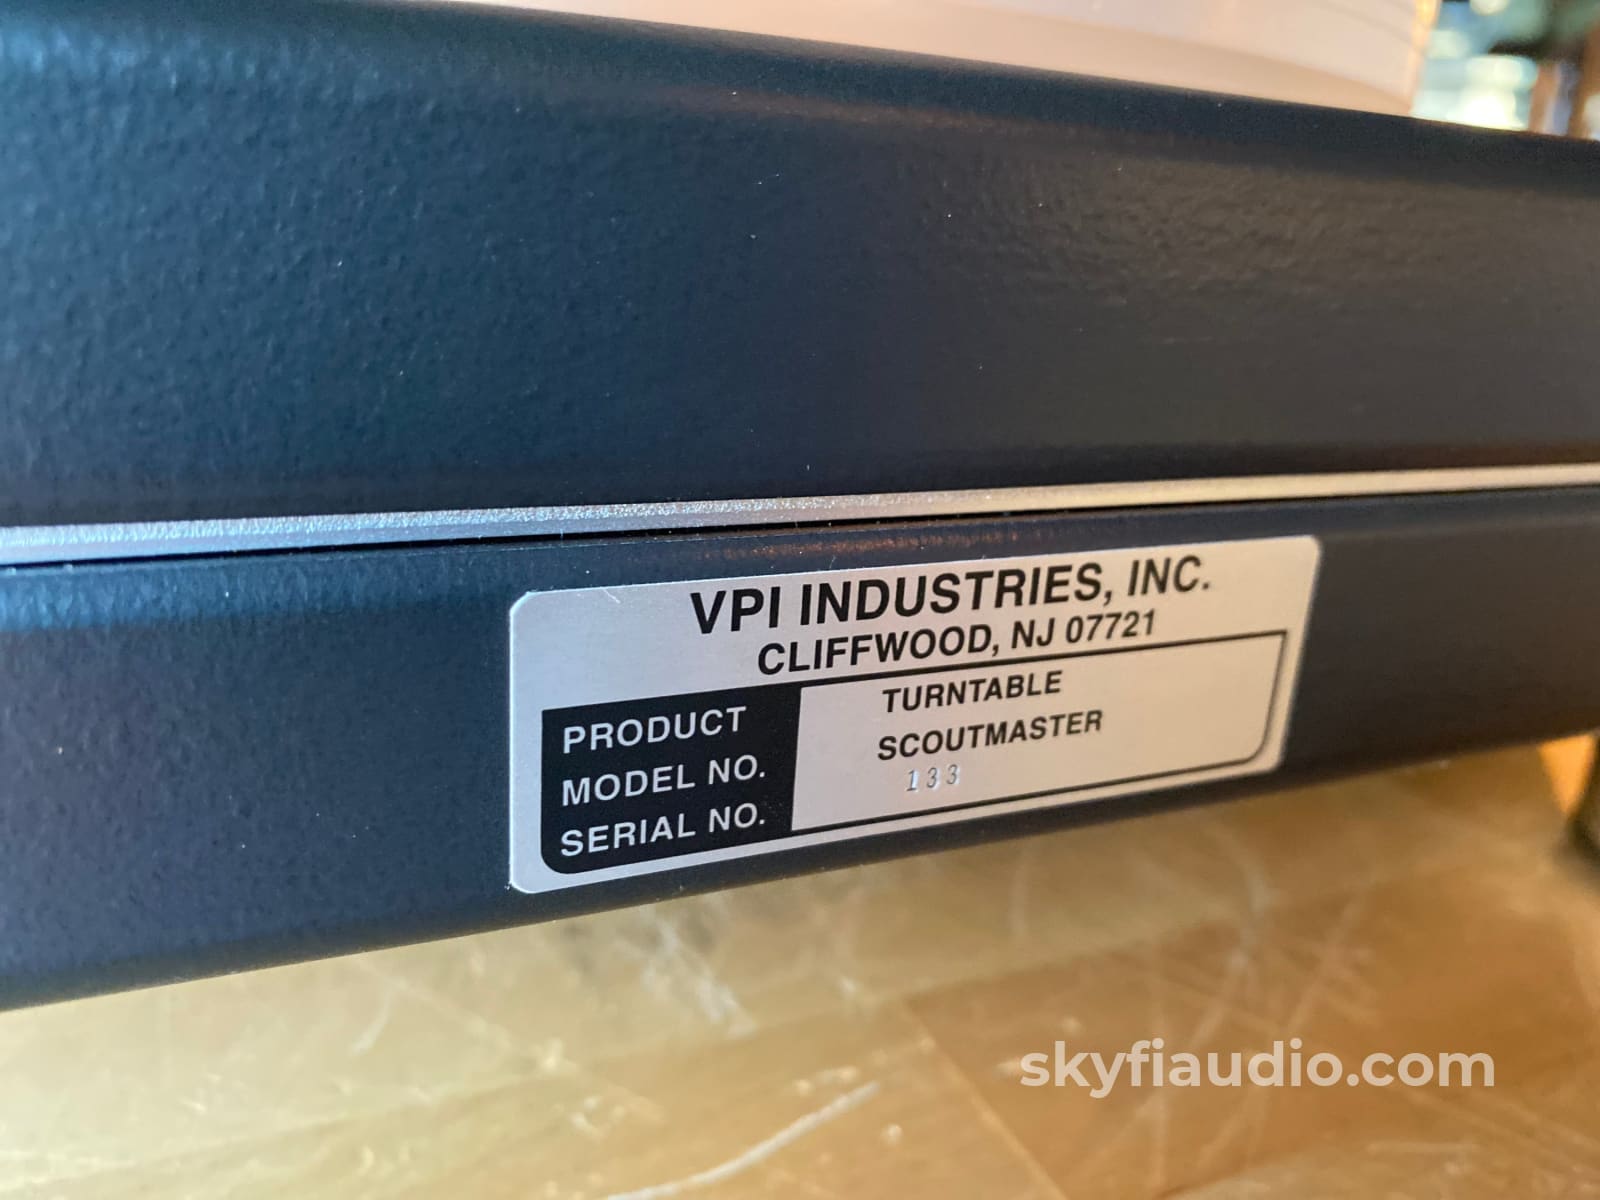 VPI INDUSTRIES, INC.
CLIFFWOOD, NJ 07721
PRODUCT TURNTABLE
MODEL NO. SCOUTMASTER
SERIAL NO. 133
skyfiaudio.com